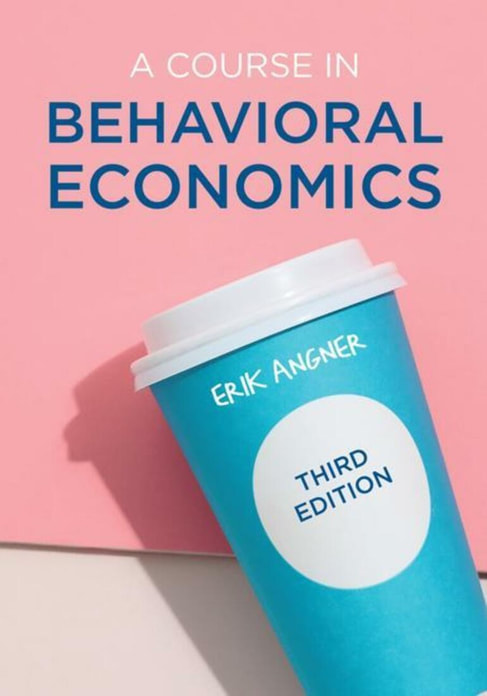 A COURSE IN
BEHAVIORAL
ECONOMICS
ERIK ANGNER
THIRD
EDITION